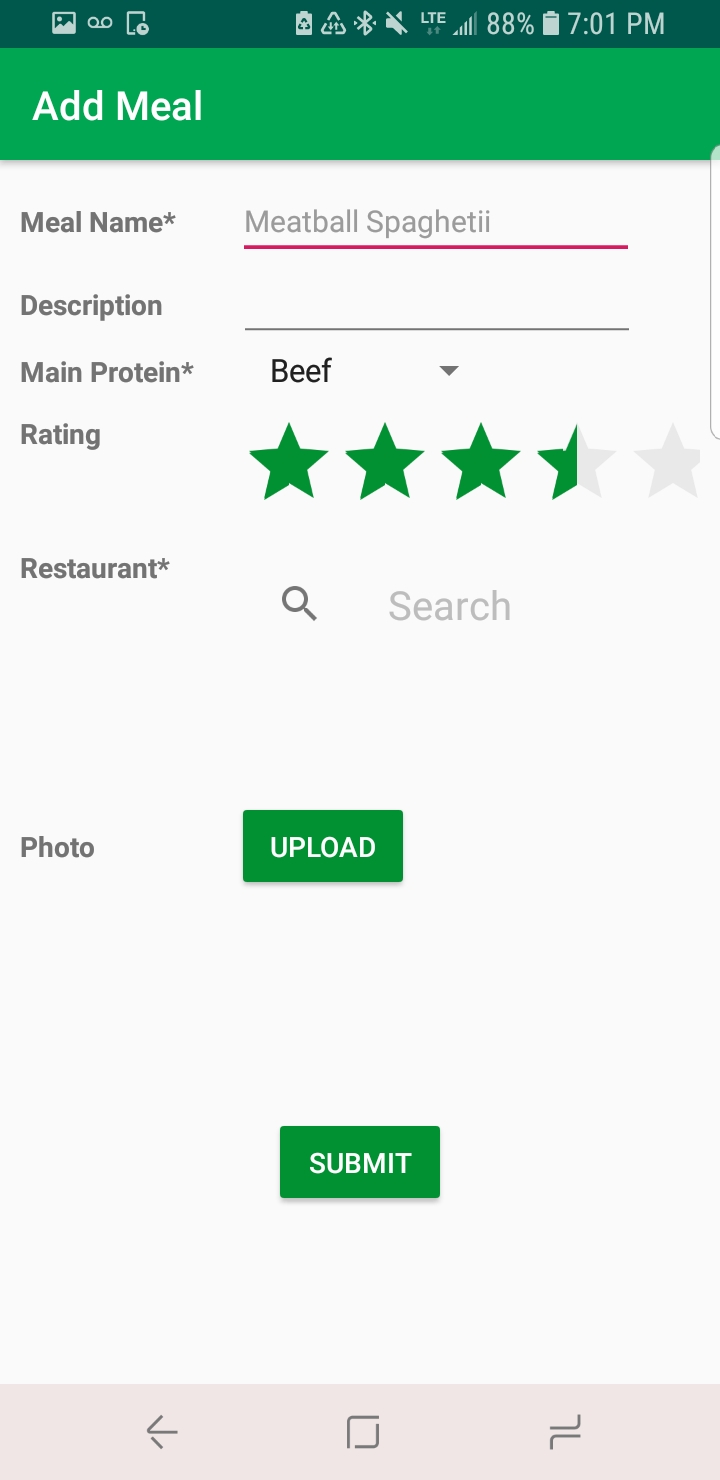 LTE 88% 7:01 PM
Add Meal
Meal Name* Meatball Spaghetii
Description
Main Protein* Beef
Rating
Restaurant*
Search
Photo UPLOAD
SUBMIT